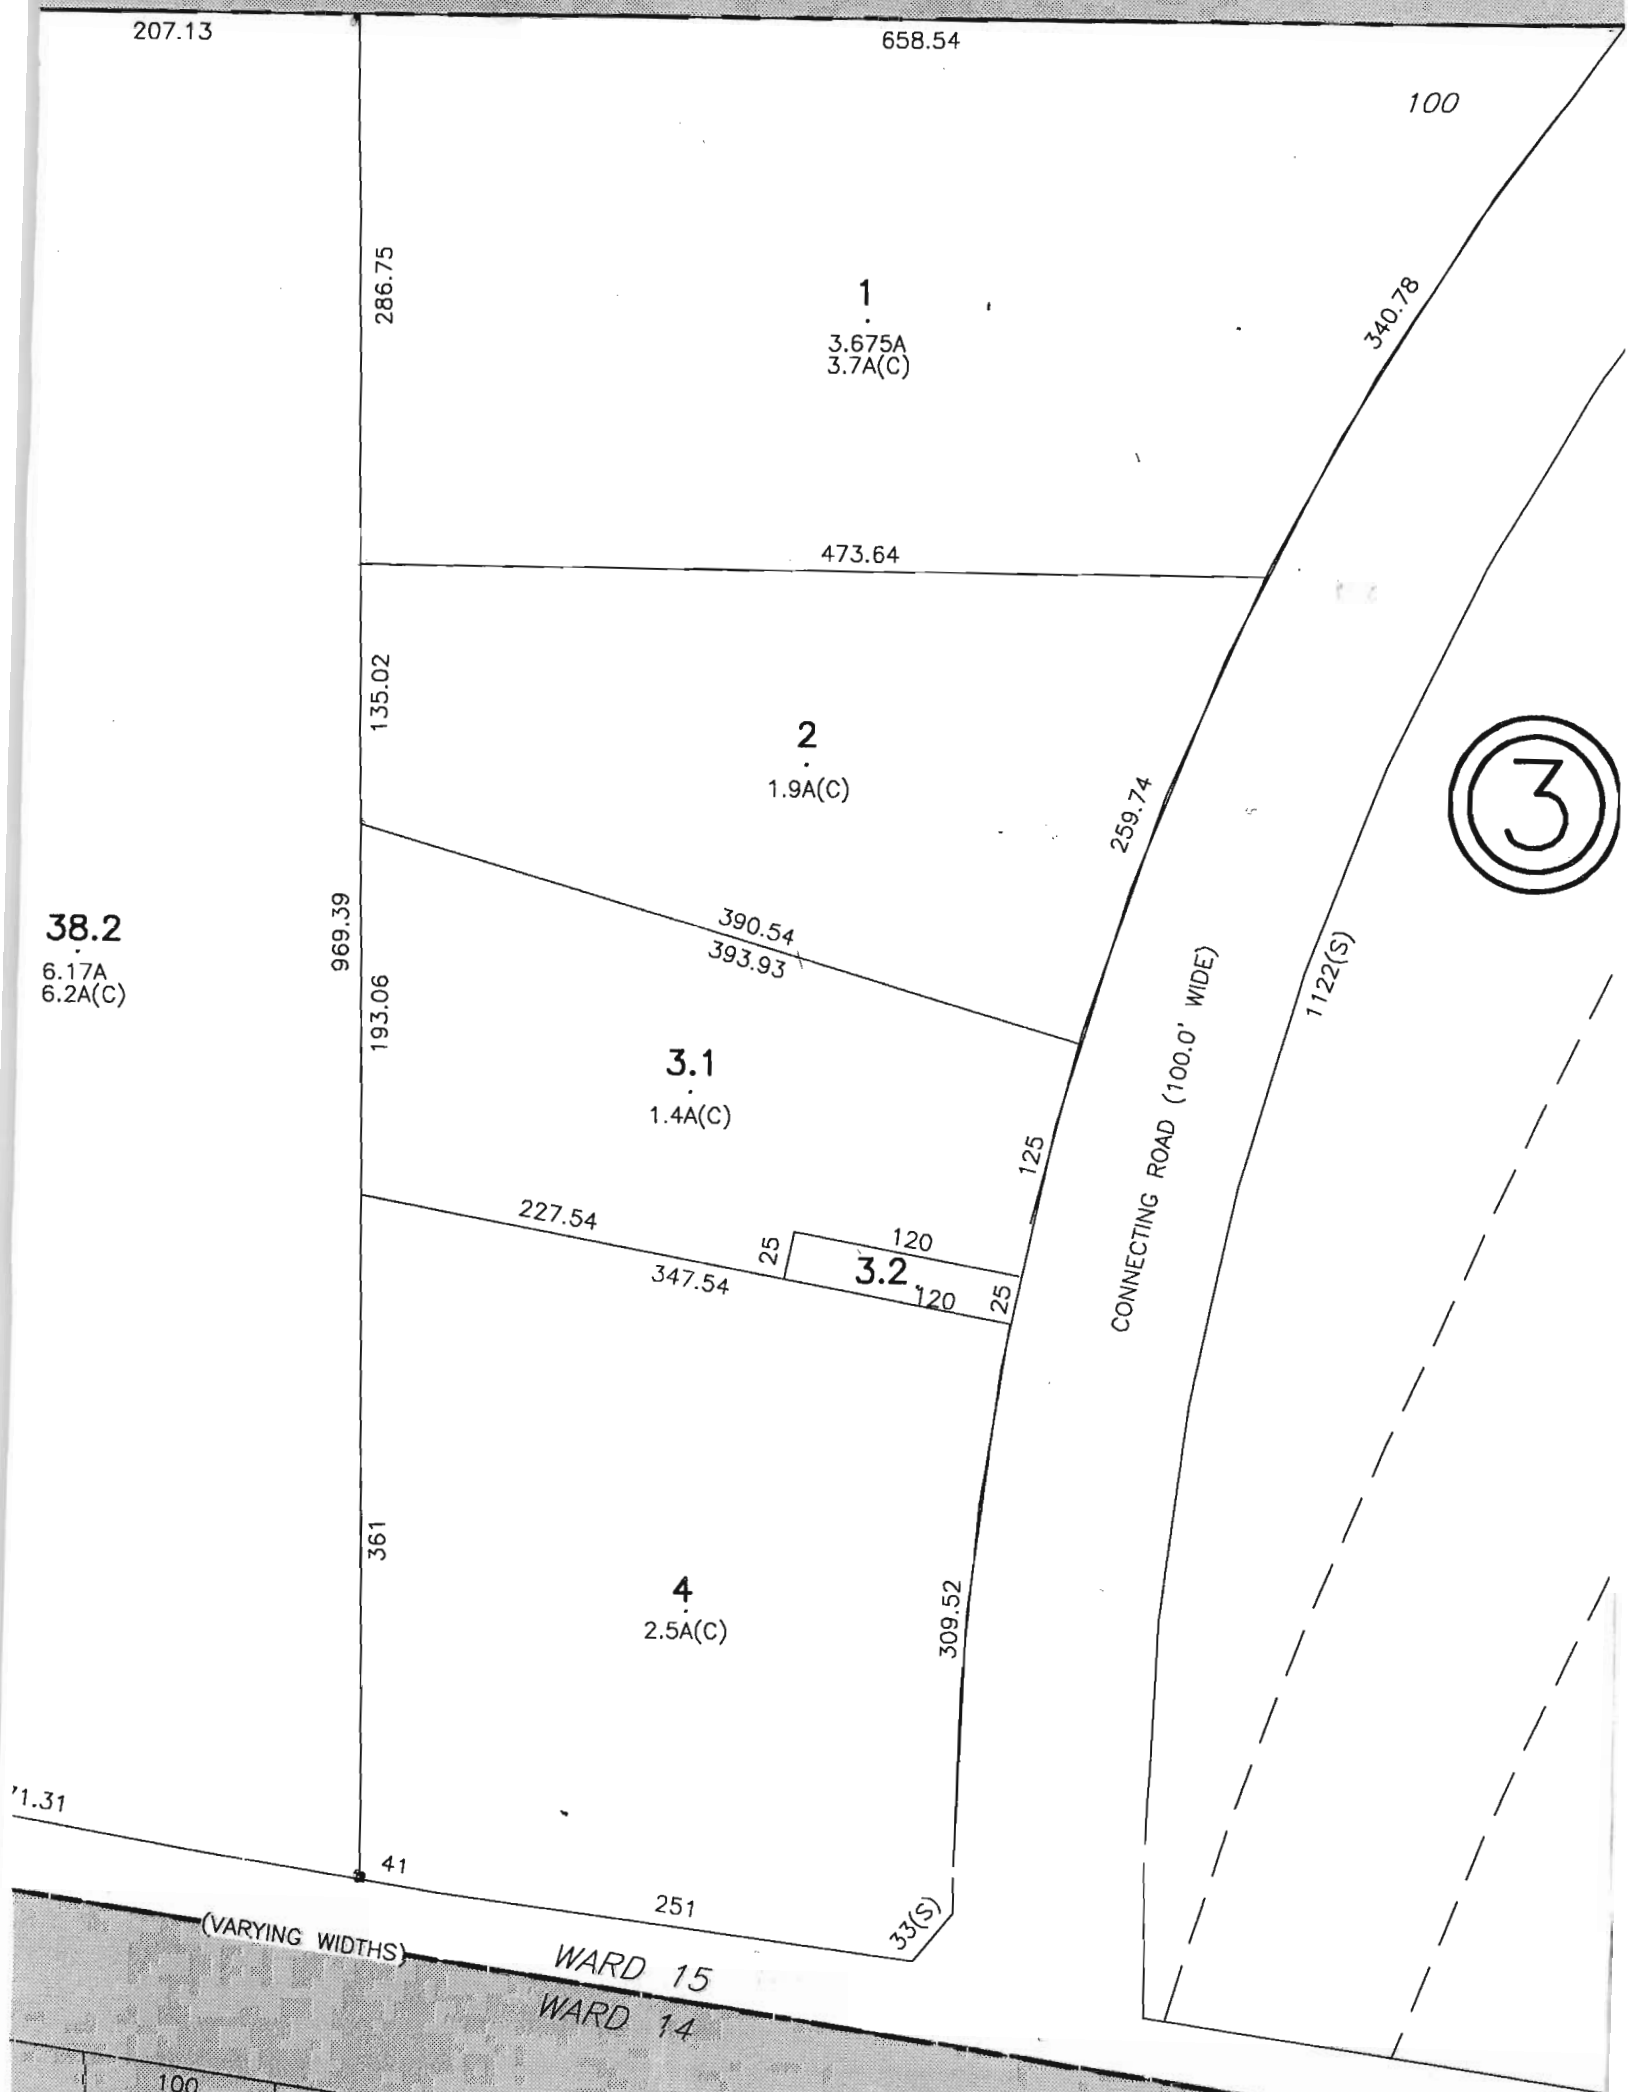 207.13
658.54
100
286.75
340.78
1
3.675A
3.7A(C)
473.64
135.02
2
1.9A(C)
259.74
3
38.2
6.17A
6.2A(C)
969.39
390.54
393.93
1122(S)
193.06
3.1
1.4A(C)
CONNECTING ROAD (100.0' WIDE)
125
227.54
347.54
25
120
3.2
120
25
361
4
2.5A(C)
309.52
71.31
41
251
33(S)
(VARYING WIDTHS)
WARD 15
WARD 14
100